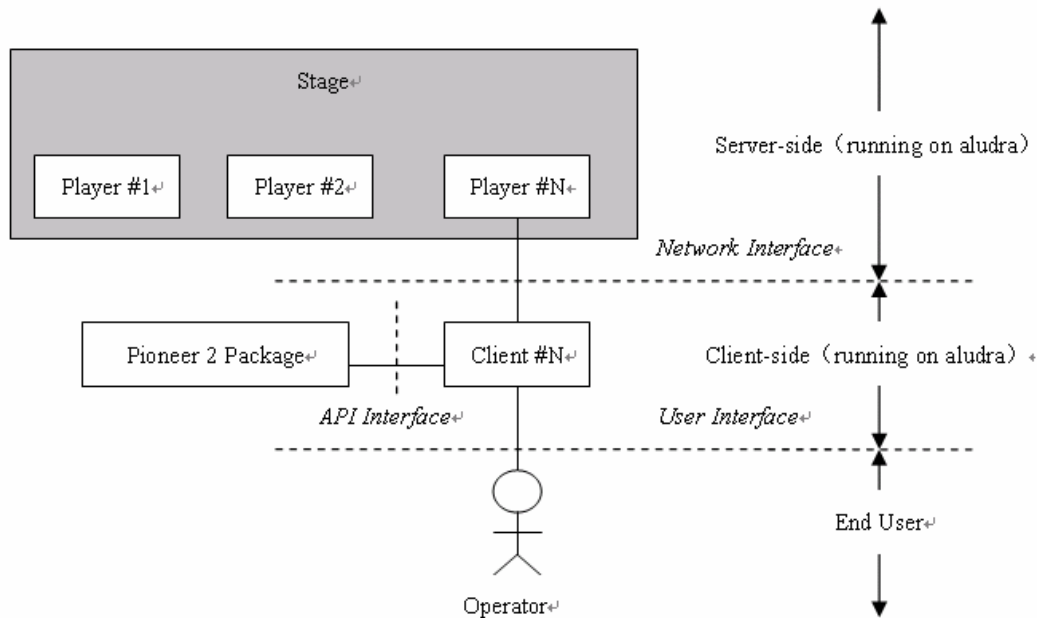 Stage
Server-side（running on aludra）
Player #1
Player #2
Player #N
Network Interface
Pioneer 2 Package
Client #N
Client-side（running on aludra）
API Interface
User Interface
End User
Operator